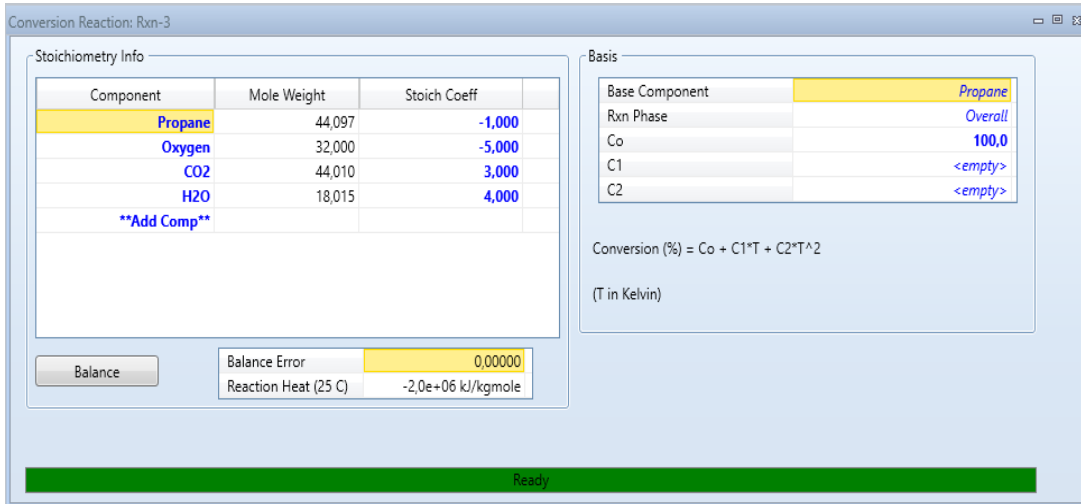 Conversion Reaction: Rxn-3
Stoichiometry Info
Component Mole Weight Stoich Coeff
Propane 44,097 -1,000
Oxygen 32,000 -5,000
CO2 44,010 3,000
H2O 18,015 4,000
**Add Comp**
Balance
Balance Error 0,00000
Reaction Heat (25 C) -2,0e+06 kJ/kgmole
Basis
Base Component Propane
Rxn Phase Overall
Co 100,0
C1 <empty>
C2 <empty>
Conversion (%) = Co + C1*T + C2*T^2
(T in Kelvin)
Ready